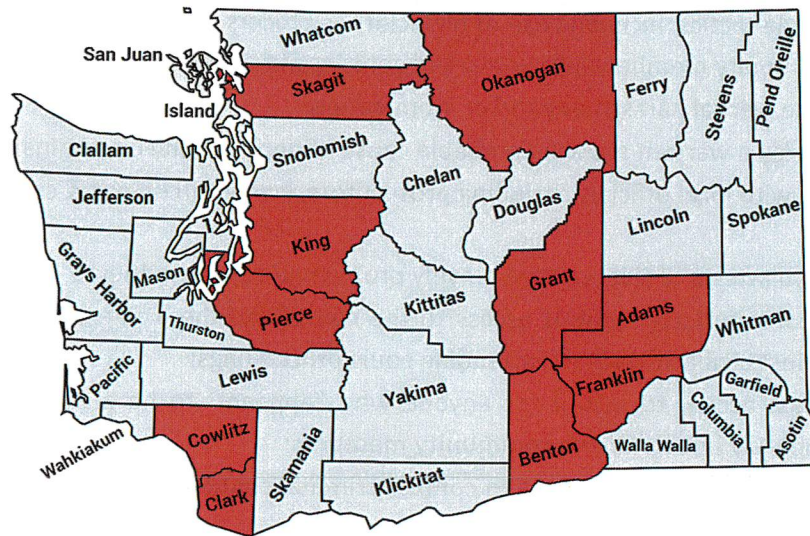 Whatcom
San Juan
Skagit
Okanogan
Ferry
Stevens
Pend Oreille
Island
Snohomish
Clallam
Chelan
Douglas
Jefferson
Lincoln
Spokane
King
Grays Harbor
Mason
Grant
Kittitas
Adams
Pierce
Whitman
Thurston
Pacific
Lewis
Yakima
Franklin
Garfield
Columbia
Asotin
Cowlitz
Wahkiakum
Skamania
Benton
Walla Walla
Klickitat
Clark